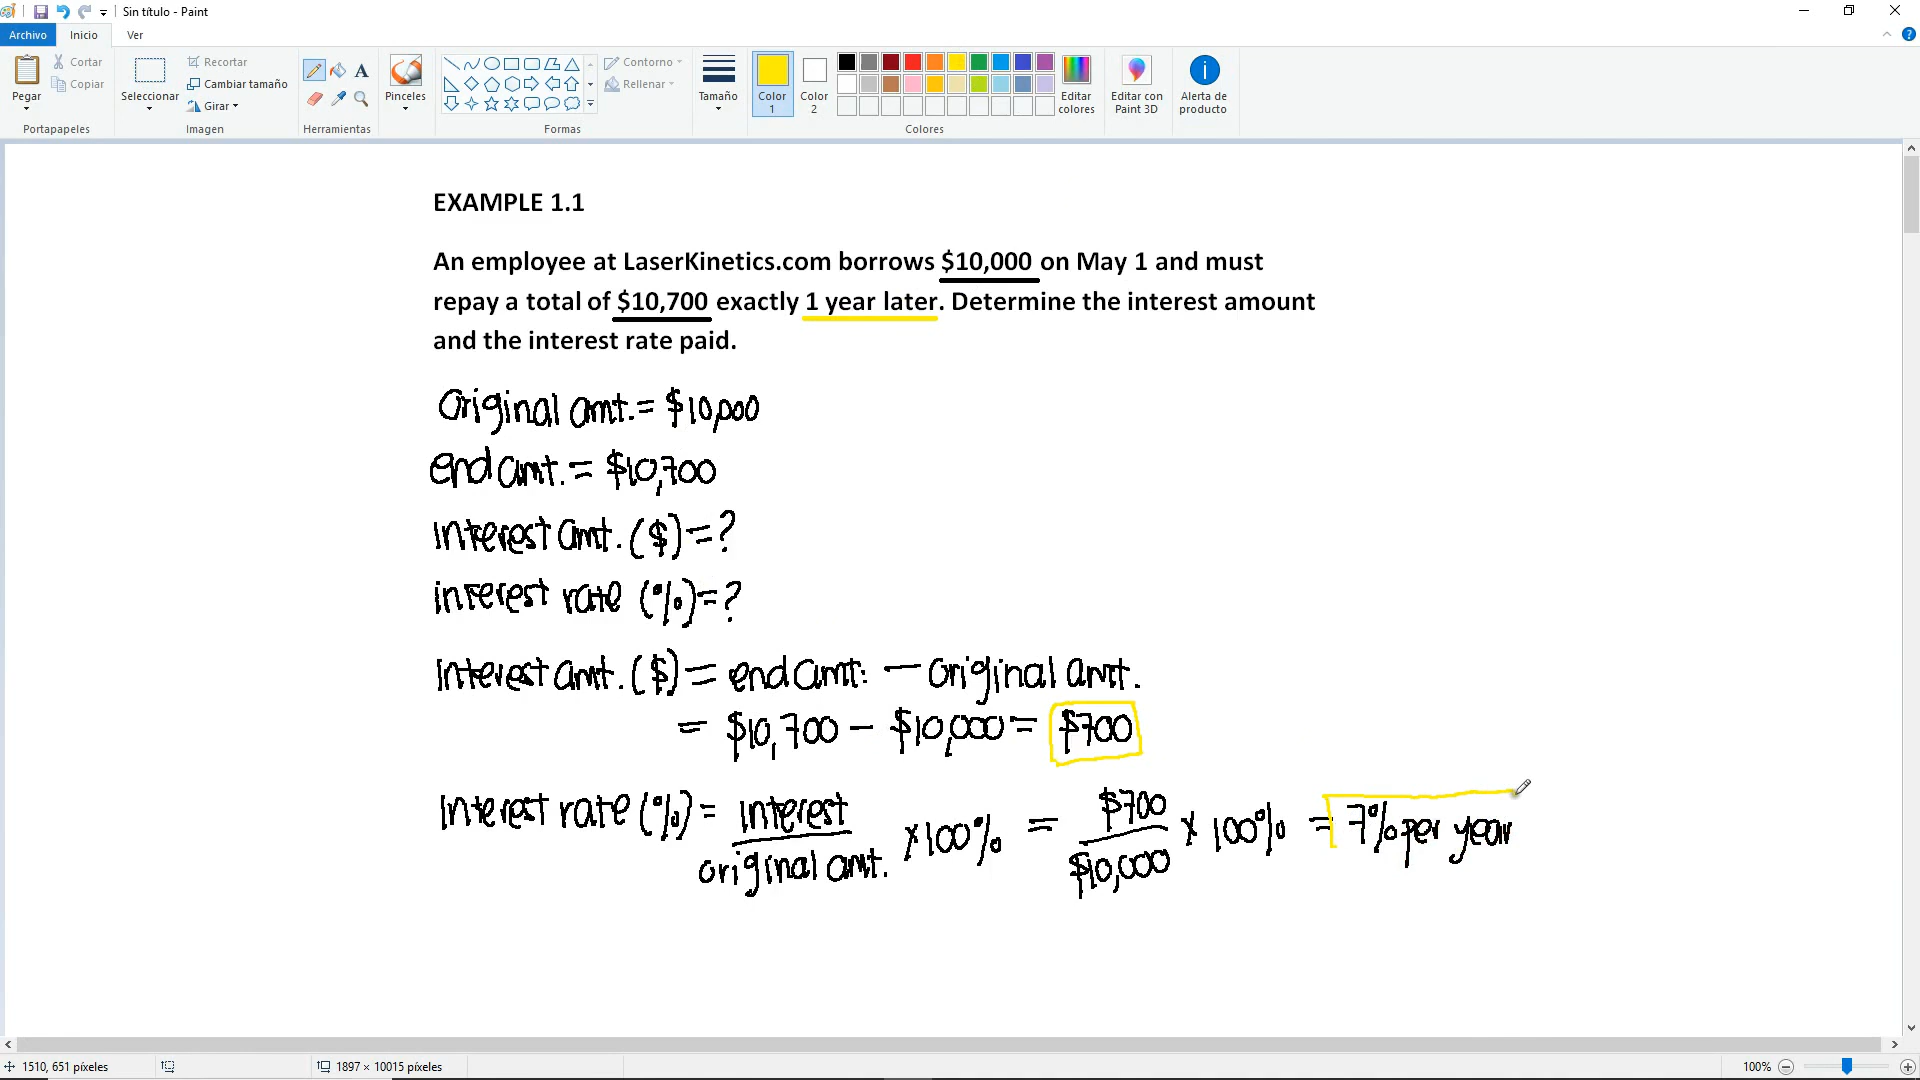 Sin título - Paint
Archivo Inicio Ver
Pegar
Cortar
Copiar
Portapapeles
Seleccionar
Recortar
Cambiar tamaño
Girar
Imagen
Herramientas
Pinceles
Contorno
Rellenar
Formas
Tamaño
Color 1
Color 2
Editar colores
Colores
Editar con Paint 3D
Alerta de producto
EXAMPLE 1.1
An employee at LaserKinetics.com borrows $10,000 on May 1 and must
repay a total of $10,700 exactly 1 year later. Determine the interest amount
and the interest rate paid.
original amt. = $10,000
end amt. = $10,700
interest amt. ($) = ?
interest rate (%) = ?
interest amt. ($) = end amt. - original amt.
= $10,700 - $10,000 = $700
interest rate (%) = interest / original amt. x 100% = $700 / $10,000 x 100% = 7% per year
1510, 651 píxeles 1897 × 10015 píxeles 100%